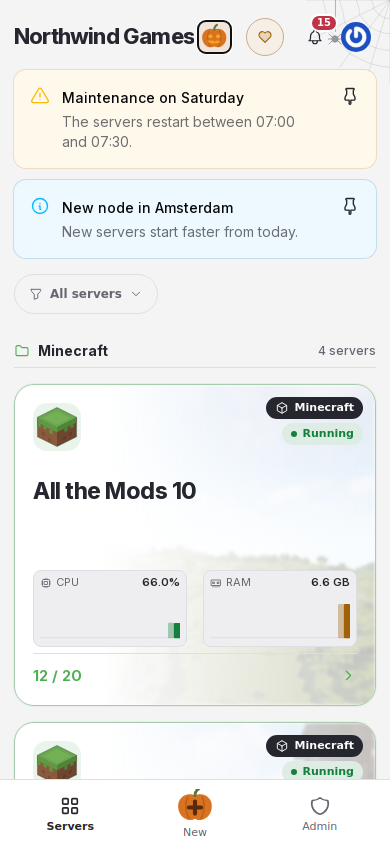 Northwind Games
15
Maintenance on Saturday
The servers restart between 07:00
and 07:30.
New node in Amsterdam
New servers start faster from today.
All servers
Minecraft
4 servers
Minecraft
Running
All the Mods 10
CPU
66.0%
RAM
6.6 GB
12 / 20
Minecraft
Running
Servers
New
Admin